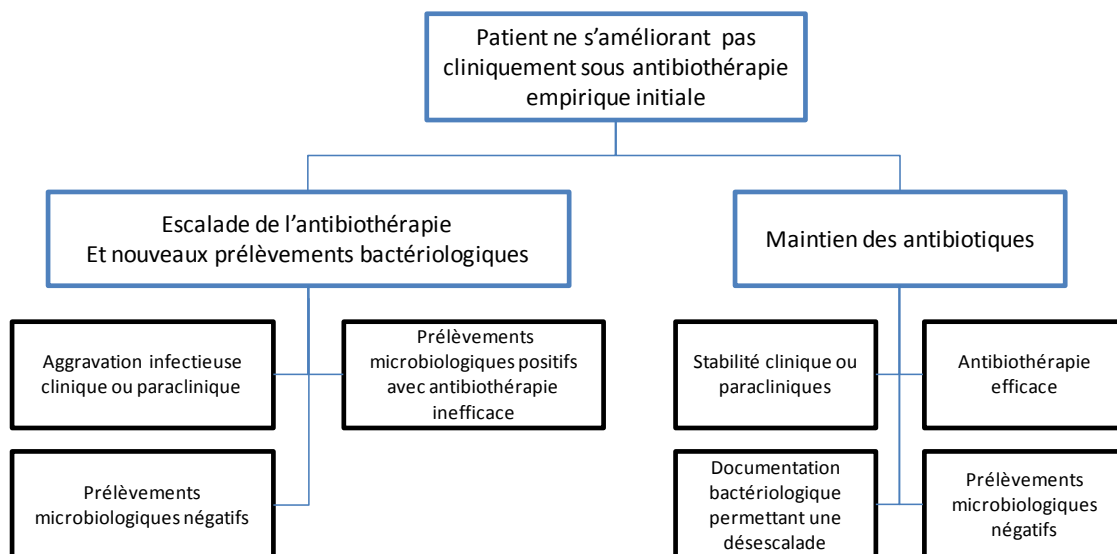 Patient ne s’améliorant pas
cliniquement sous antibiothérapie
empirique initiale
Escalade de l’antibiothérapie
Et nouveaux prélèvements bactériologiques
Maintien des antibiotiques
Aggravation infectieuse
clinique ou paraclinique
Prélèvements
microbiologiques positifs
avec antibiothérapie
inefficace
Stabilité clinique ou
paracliniques
Antibiothérapie
efficace
Prélèvements
microbiologiques négatifs
Documentation
bactériologique
permettant une
désescalade
Prélèvements
microbiologiques
négatifs